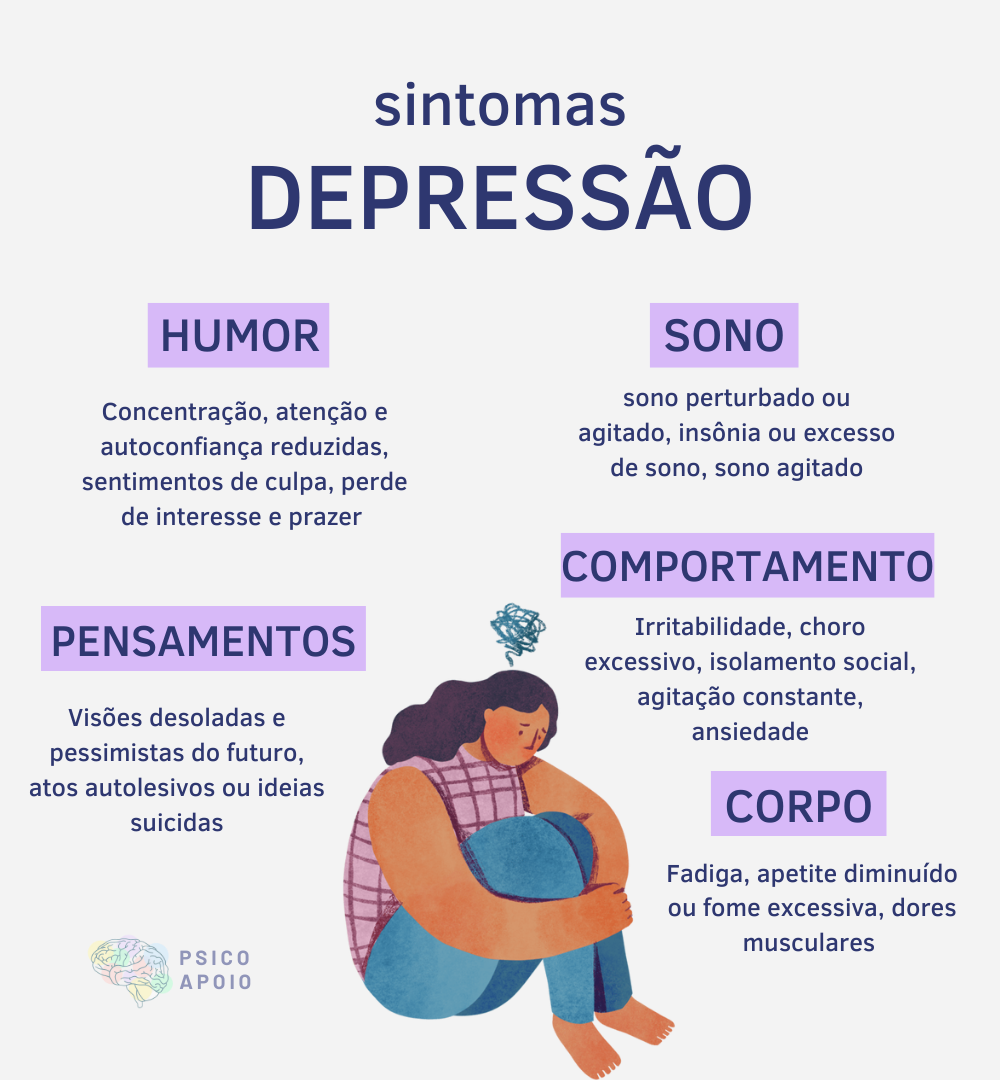 sintomas
DEPRESSÃO
HUMOR
Concentração, atenção e
autoconfiança reduzidas,
sentimentos de culpa, perde
de interesse e prazer
SONO
sono perturbado ou
agitado, insônia ou excesso
de sono, sono agitado
COMPORTAMENTO
Irritabilidade, choro
excessivo, isolamento social,
agitação constante,
ansiedade
PENSAMENTOS
Visões desoladas e
pessimistas do futuro,
atos autolesivos ou ideias
suicidas
CORPO
Fadiga, apetite diminuído
ou fome excessiva, dores
musculares
PSICO
APOIO